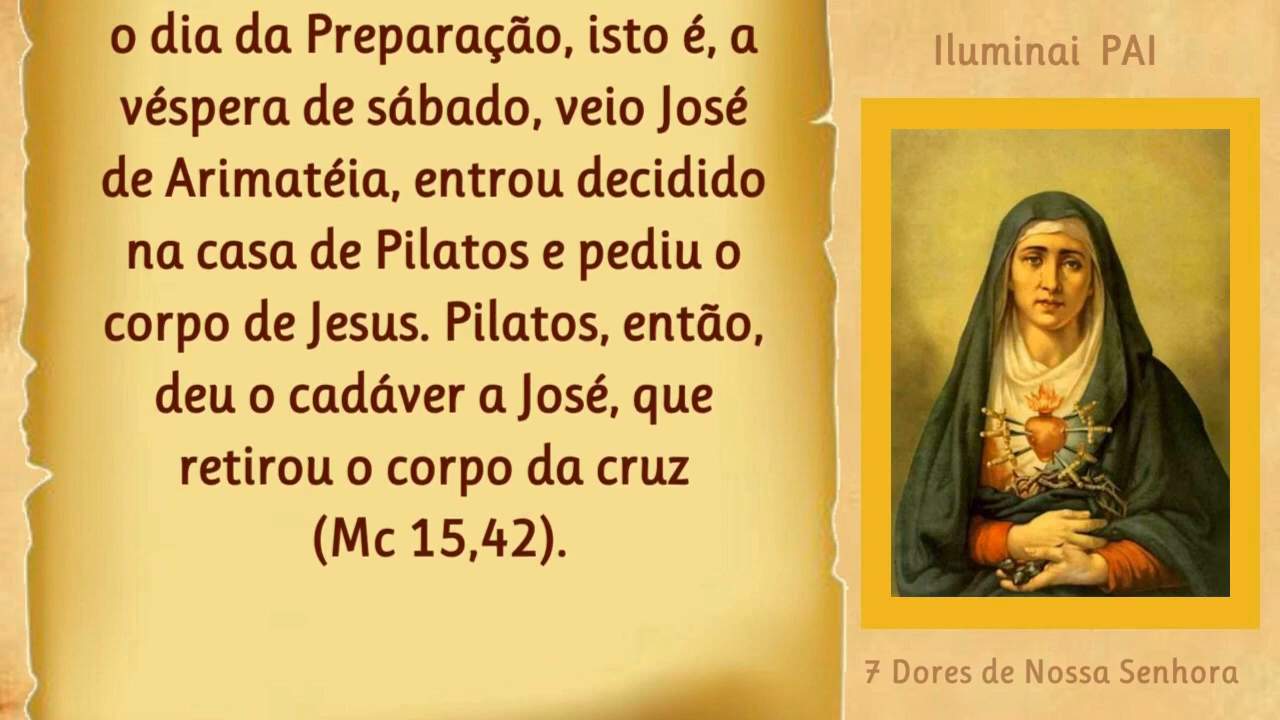 o dia da Preparação, isto é, a
véspera de sábado, veio José
de Arimatéia, entrou decidido
na casa de Pilatos e pediu o
corpo de Jesus. Pilatos, então,
deu o cadáver a José, que
retirou o corpo da cruz
(Mc 15,42).
Iluminai PAI
7 Dores de Nossa Senhora